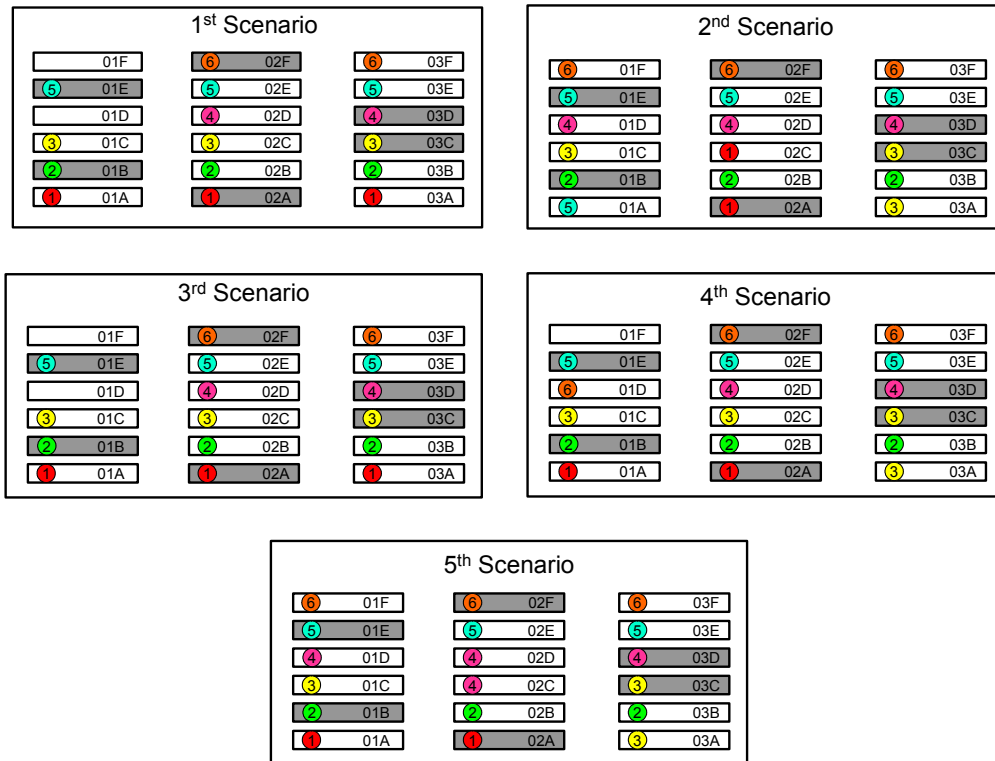 1st Scenario
01F 6 02F 6 03F
5 01E 5 02E 5 03E
01D 4 02D 4 03D
3 01C 3 02C 3 03C
2 01B 2 02B 2 03B
1 01A 1 02A 1 03A
2nd Scenario
6 01F 6 02F 6 03F
5 01E 5 02E 5 03E
4 01D 4 02D 4 03D
3 01C 1 02C 3 03C
2 01B 2 02B 2 03B
5 01A 1 02A 3 03A
3rd Scenario
01F 6 02F 6 03F
5 01E 5 02E 5 03E
01D 4 02D 4 03D
3 01C 3 02C 3 03C
2 01B 2 02B 2 03B
1 01A 1 02A 1 03A
4th Scenario
01F 6 02F 6 03F
5 01E 5 02E 5 03E
6 01D 4 02D 4 03D
3 01C 3 02C 3 03C
2 01B 2 02B 2 03B
1 01A 1 02A 3 03A
5th Scenario
6 01F 6 02F 6 03F
5 01E 5 02E 5 03E
4 01D 4 02D 4 03D
3 01C 4 02C 3 03C
2 01B 2 02B 2 03B
1 01A 1 02A 3 03A